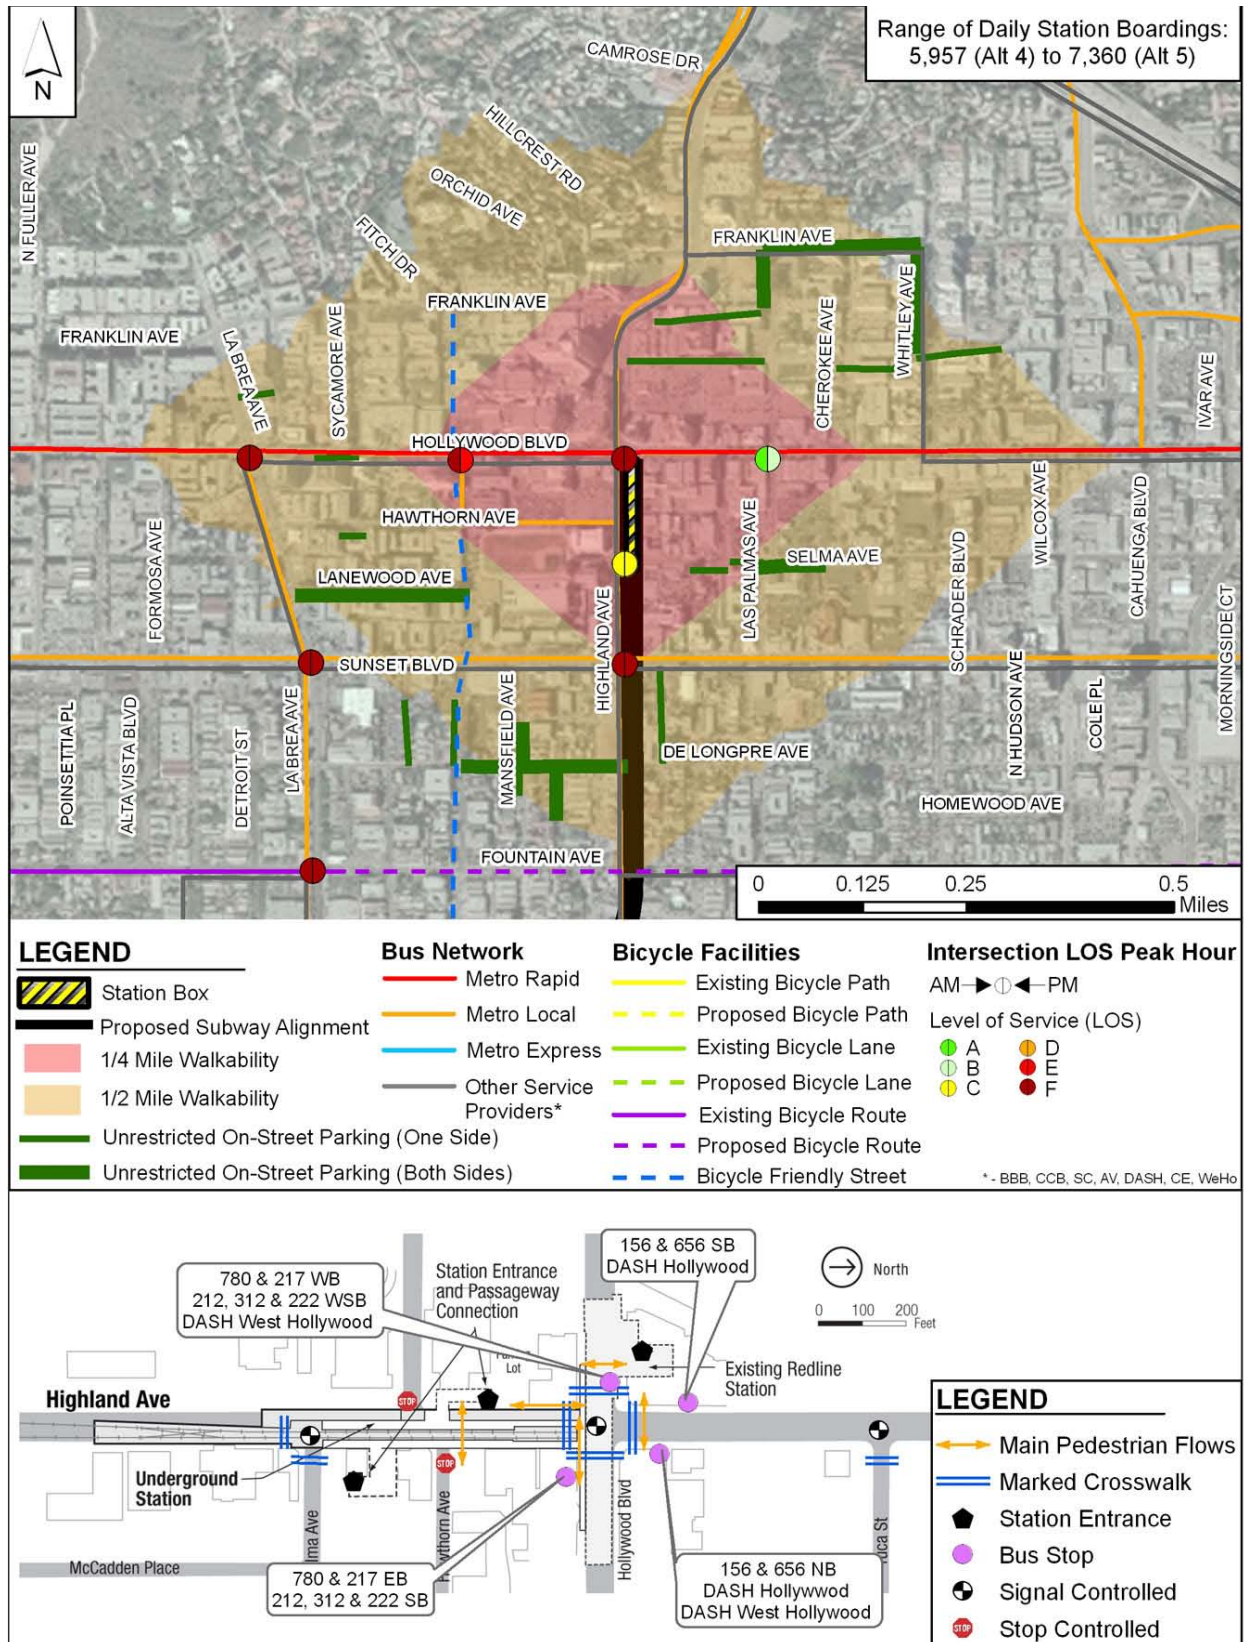 Range of Daily Station Boardings:
5,957 (Alt 4) to 7,360 (Alt 5)
N
CAMROSE DR
HILLCREST RD
ORCHID AVE
FITCH DR
N FULLER AVE
FRANKLIN AVE
FRANKLIN AVE
FRANKLIN AVE
LA BREA AVE
SYCAMORE AVE
CHEROKEE AVE
WHITLEY AVE
IVAR AVE
HOLLYWOOD BLVD
HAWTHORN AVE
LANEWOOD AVE
FORMOSA AVE
HIGHLAND AVE
LAS PALMAS AVE
SELMA AVE
SCHRADER BLVD
WILCOX AVE
CAHUENGA BLVD
MORNINGSIDE CT
SUNSET BLVD
POINSETTIA PL
ALTA VISTA BLVD
DETROIT ST
LA BREA AVE
MANSFIELD AVE
DE LONGPRE AVE
N HUDSON AVE
COLE PL
HOMEWOOD AVE
FOUNTAIN AVE
0 0.125 0.25 0.5
Miles
LEGEND
Station Box
Proposed Subway Alignment
1/4 Mile Walkability
1/2 Mile Walkability
Unrestricted On-Street Parking (One Side)
Unrestricted On-Street Parking (Both Sides)
Bus Network
Metro Rapid
Metro Local
Metro Express
Other Service
Providers*
Bicycle Facilities
Existing Bicycle Path
Proposed Bicycle Path
Existing Bicycle Lane
Proposed Bicycle Lane
Existing Bicycle Route
Proposed Bicycle Route
Bicycle Friendly Street
Intersection LOS Peak Hour
AM PM
Level of Service (LOS)
A D
B E
C F
* - BBB, CCB, SC, AV, DASH, CE, WeHo
780 & 217 WB
212, 312 & 222 WSB
DASH West Hollywood
Station Entrance
and Passageway
Connection
Lot
156 & 656 SB
DASH Hollywood
North
0 100 200
Feet
Existing Redline
Station
Highland Ave
STOP
STOP
Underground
Station
McCadden Place
lma Ave
wthorn Ave
Hollywood Blvd
uca St
780 & 217 EB
212, 312 & 222 SB
156 & 656 NB
DASH Hollywwod
DASH West Hollywood
LEGEND
Main Pedestrian Flows
Marked Crosswalk
Station Entrance
Bus Stop
Signal Controlled
STOP Stop Controlled